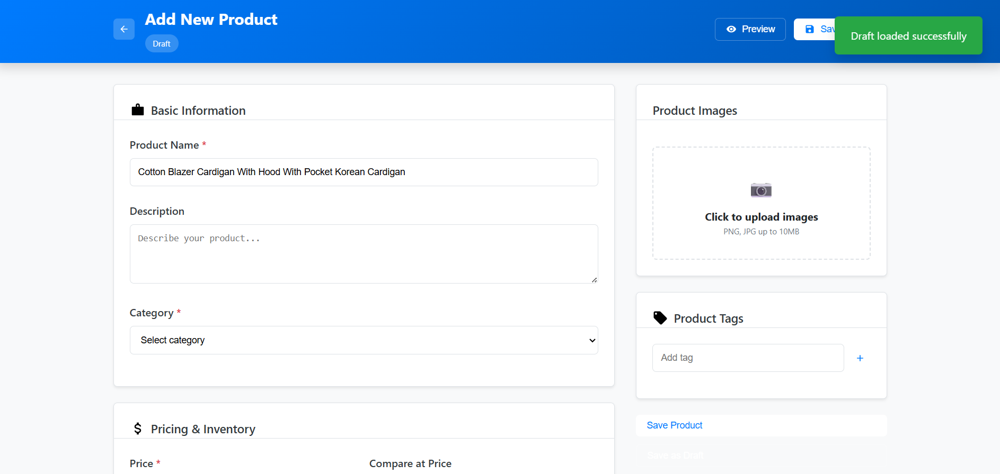 Add New Product
Draft
Preview
Sav
Draft loaded successfully
Basic Information
Product Name *
Cotton Blazer Cardigan With Hood With Pocket Korean Cardigan
Description
Describe your product...
Category *
Select category
Pricing & Inventory
Price *
Compare at Price
Product Images
Click to upload images
PNG, JPG up to 10MB
Product Tags
Add tag
+
Save Product
Save as Draft